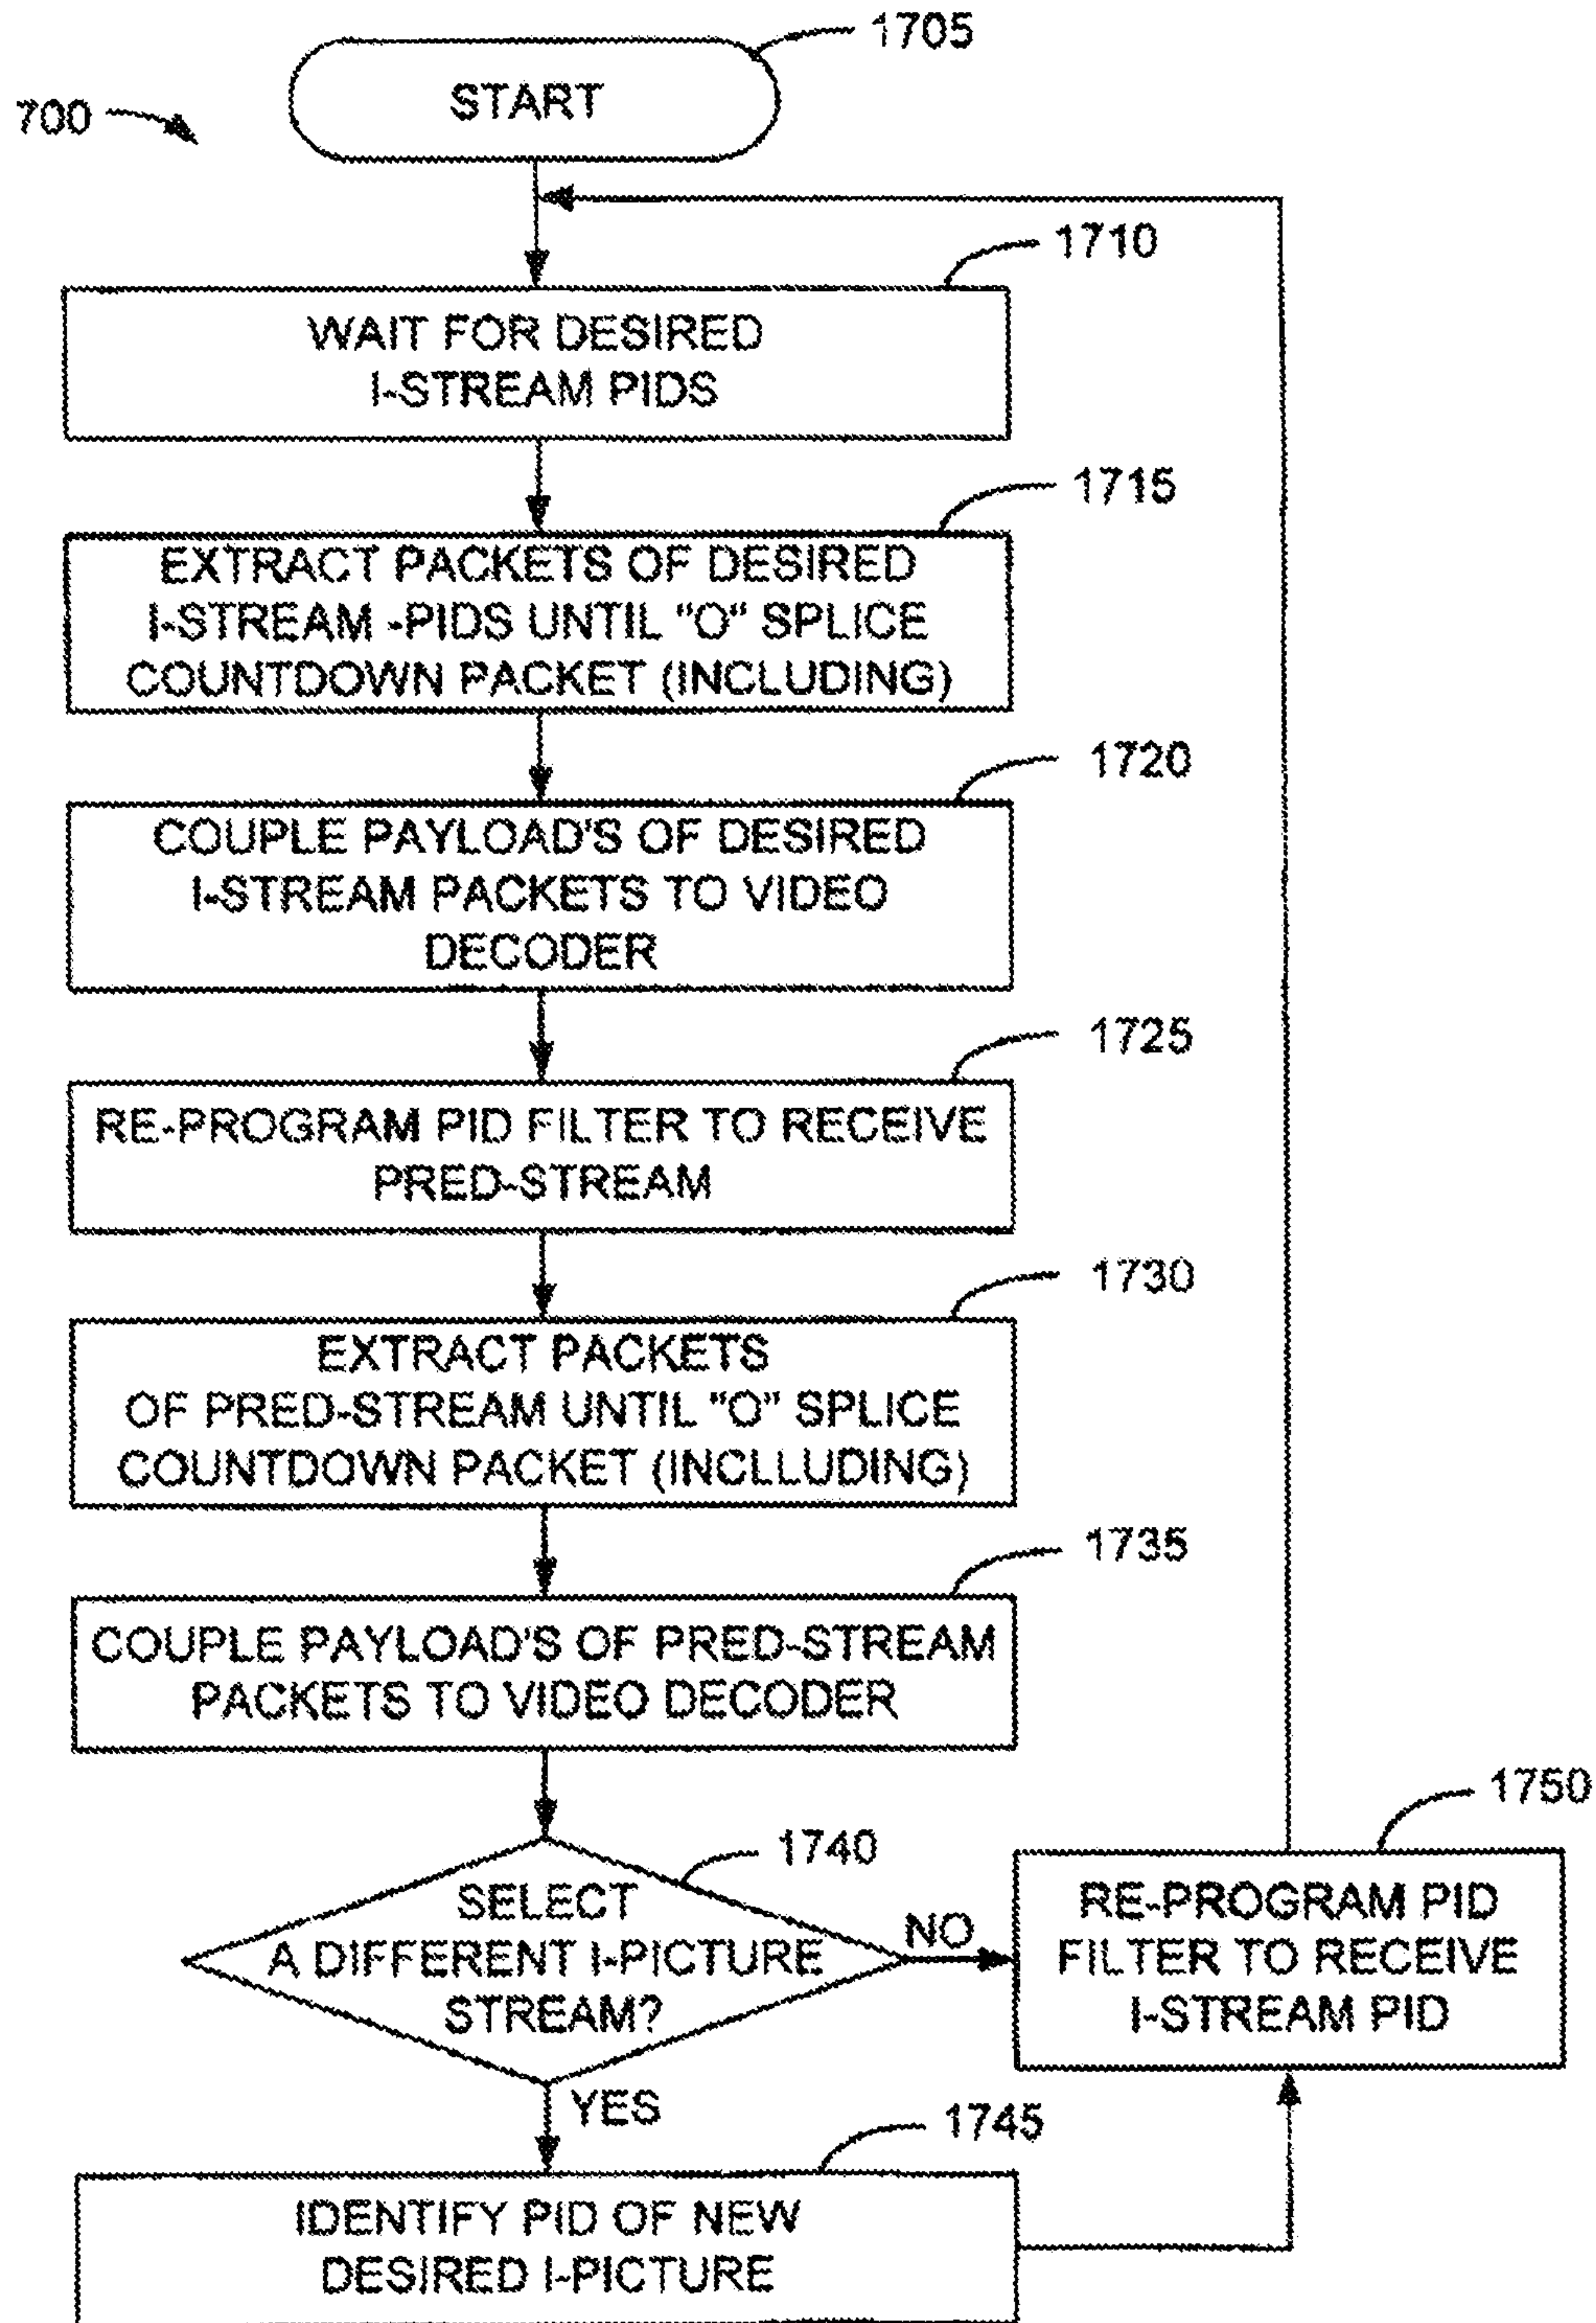 1705
START
700
1710
WAIT FOR DESIRED
I-STREAM PIDS
1715
EXTRACT PACKETS OF DESIRED
I-STREAM -PIDS UNTIL "O" SPLICE
COUNTDOWN PACKET (INCLUDING)
1720
COUPLE PAYLOAD'S OF DESIRED
I-STREAM PACKETS TO VIDEO
DECODER
1725
RE-PROGRAM PID FILTER TO RECEIVE
PRED-STREAM
1730
EXTRACT PACKETS
OF PRED-STREAM UNTIL "O" SPLICE
COUNTDOWN PACKET (INCLLUDING)
1735
COUPLE PAYLOAD'S OF PRED-STREAM
PACKETS TO VIDEO DECODER
1740
SELECT
A DIFFERENT I-PICTURE
STREAM?
NO
1750
RE-PROGRAM PID
FILTER TO RECEIVE
I-STREAM PID
YES
1745
IDENTIFY PID OF NEW
DESIRED I-PICTURE